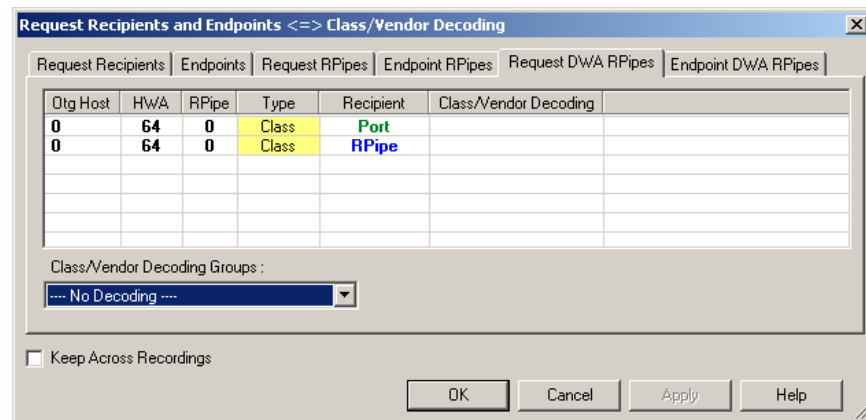 Request Recipients and Endpoints <=> Class/Vendor Decoding
Request Recipients Endpoints Request RPipes Endpoint RPipes Request DWA RPipes Endpoint DWA RPipes
Otg Host HWA RPipe Type Recipient Class/Vendor Decoding
0 64 0 Class Port
0 64 0 Class RPipe
Class/Vendor Decoding Groups :
---- No Decoding ----
Keep Across Recordings
OK Cancel Apply Help